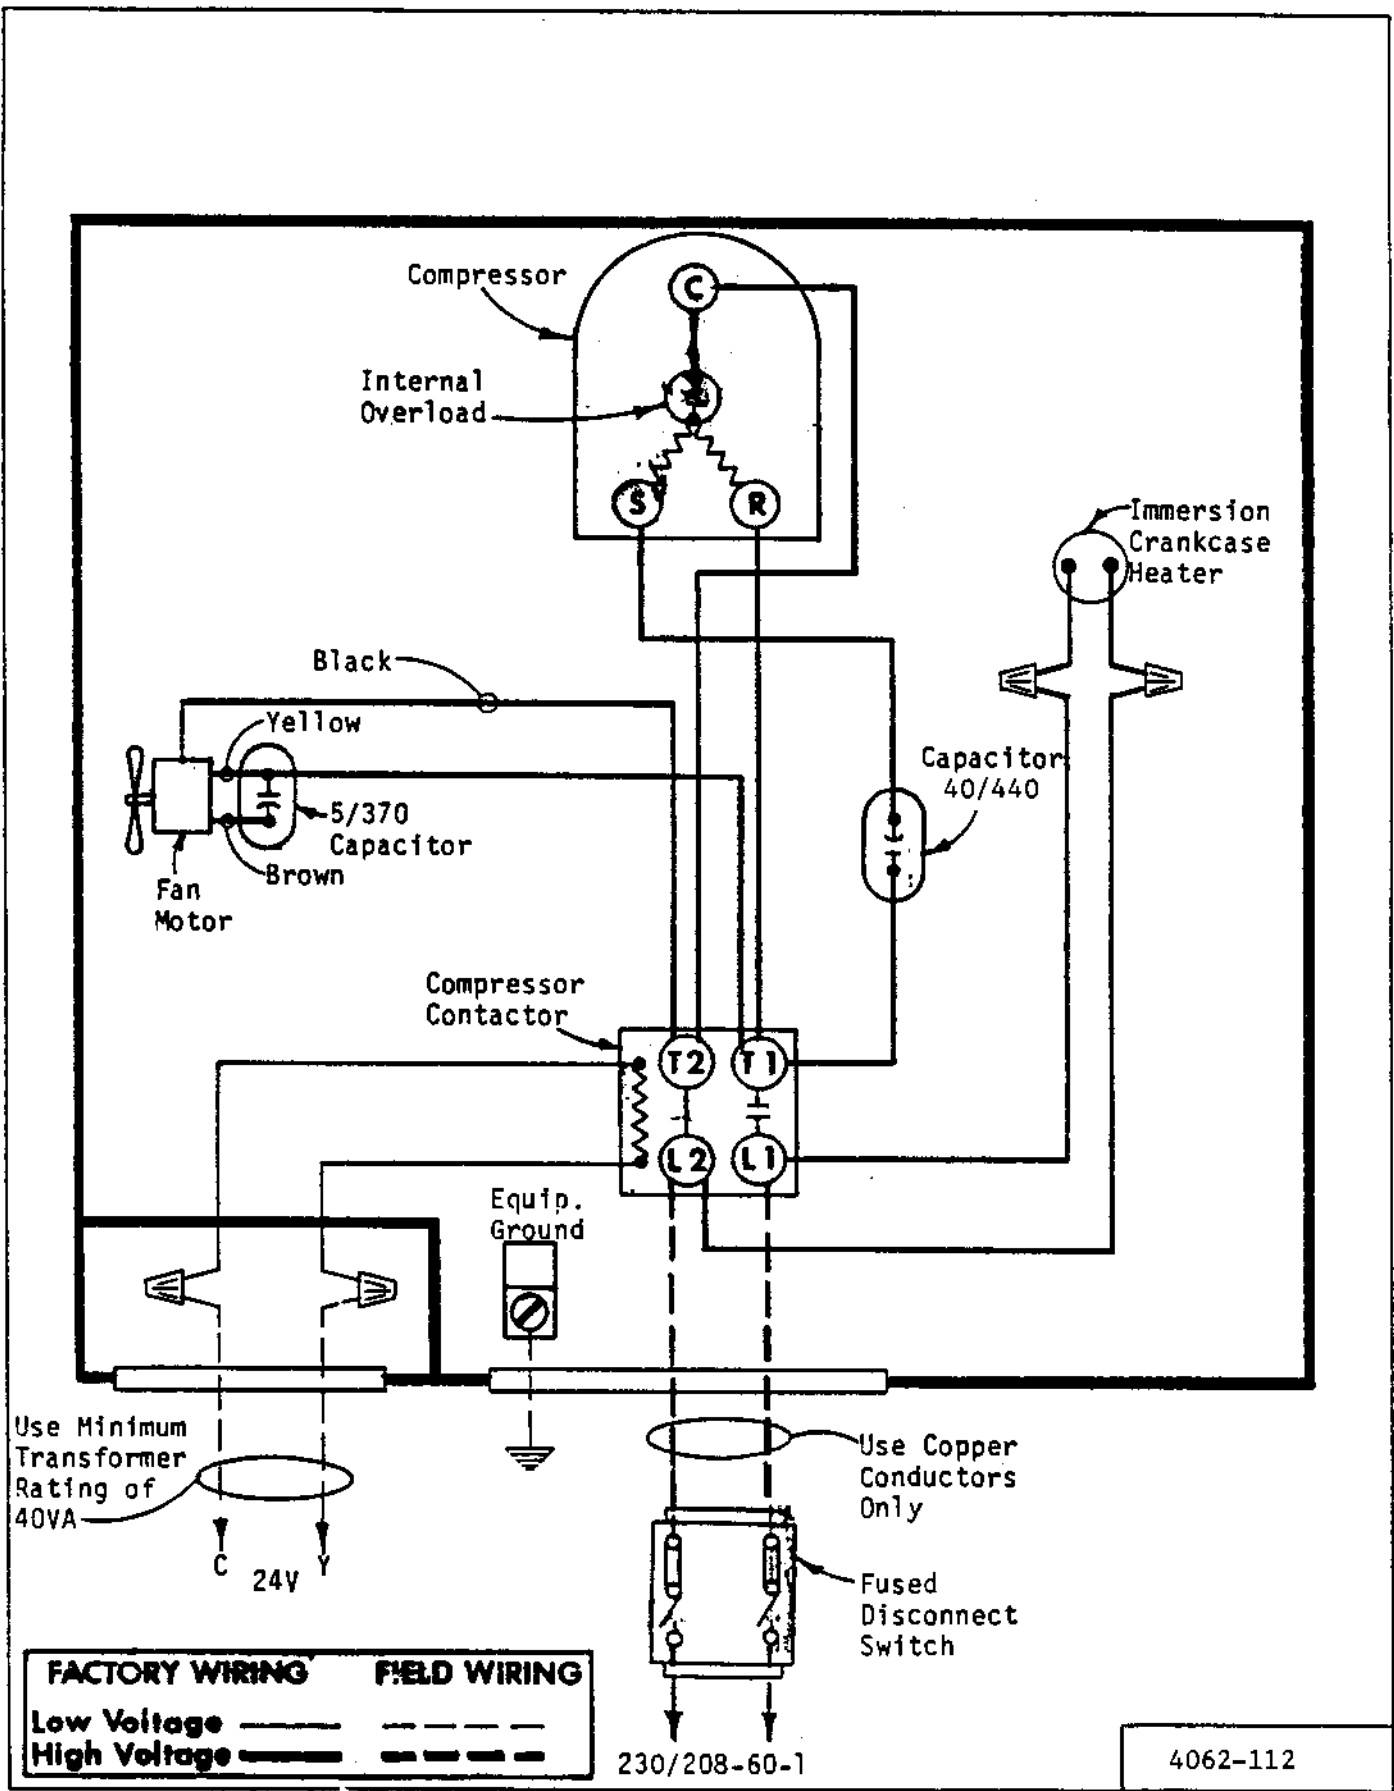 Compressor
C
Internal
Overload
S
R
Immersion
Crankcase
Heater
Black
Yellow
Capacitor
40/440
5/370
Capacitor
Brown
Fan
Motor
Compressor
Contactor
T2
T1
L2
L1
Equip.
Ground
Use Minimum
Transformer
Rating of
40VA
C
24V
Y
Use Copper
Conductors
Only
Fused
Disconnect
Switch
FACTORY WIRING
FIELD WIRING
Low Voltage
High Voltage
230/208-60-1
4062-112